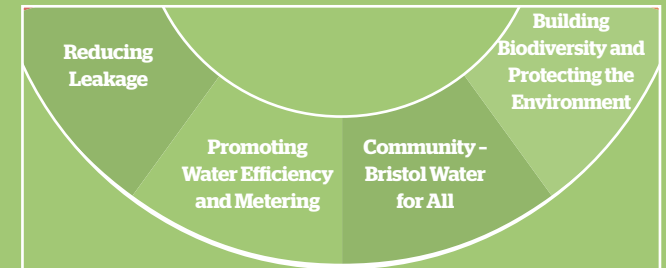 Reducing
Leakage
Promoting
Water Efficiency
and Metering
Community –
Bristol Water
for All
Building
Biodiversity and
Protecting the
Environment